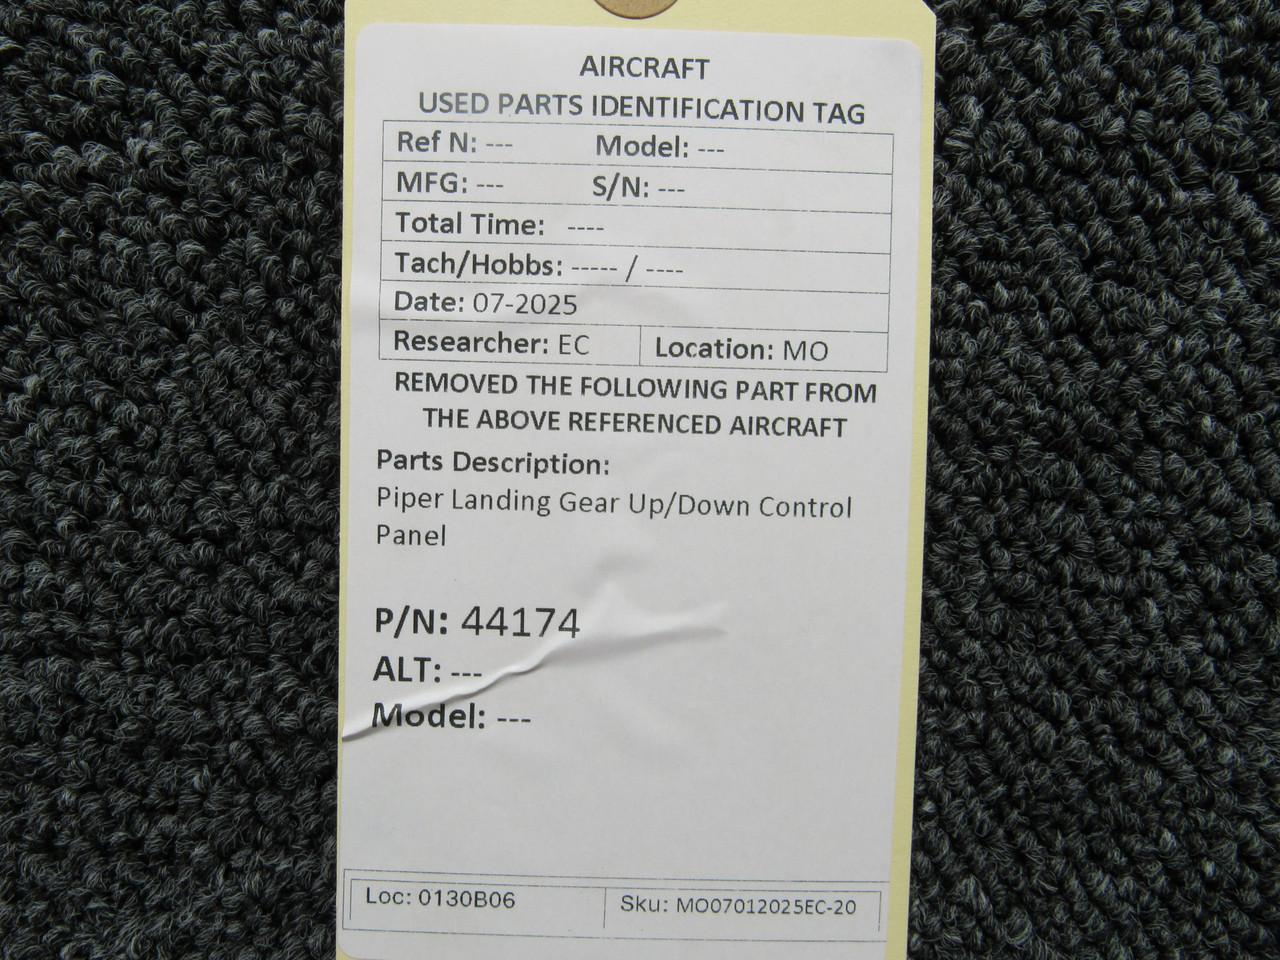 AIRCRAFT
USED PARTS IDENTIFICATION TAG
Ref N: --- Model: ---
MFG: --- S/N: ---
Total Time: ----
Tach/Hobbs: ----- / ----
Date: 07-2025
Researcher: EC Location: MO
REMOVED THE FOLLOWING PART FROM
THE ABOVE REFERENCED AIRCRAFT
Parts Description:
Piper Landing Gear Up/Down Control
Panel
P/N: 44174
ALT: ---
Model: ---
Loc: 0130B06 Sku: MO07012025EC-20